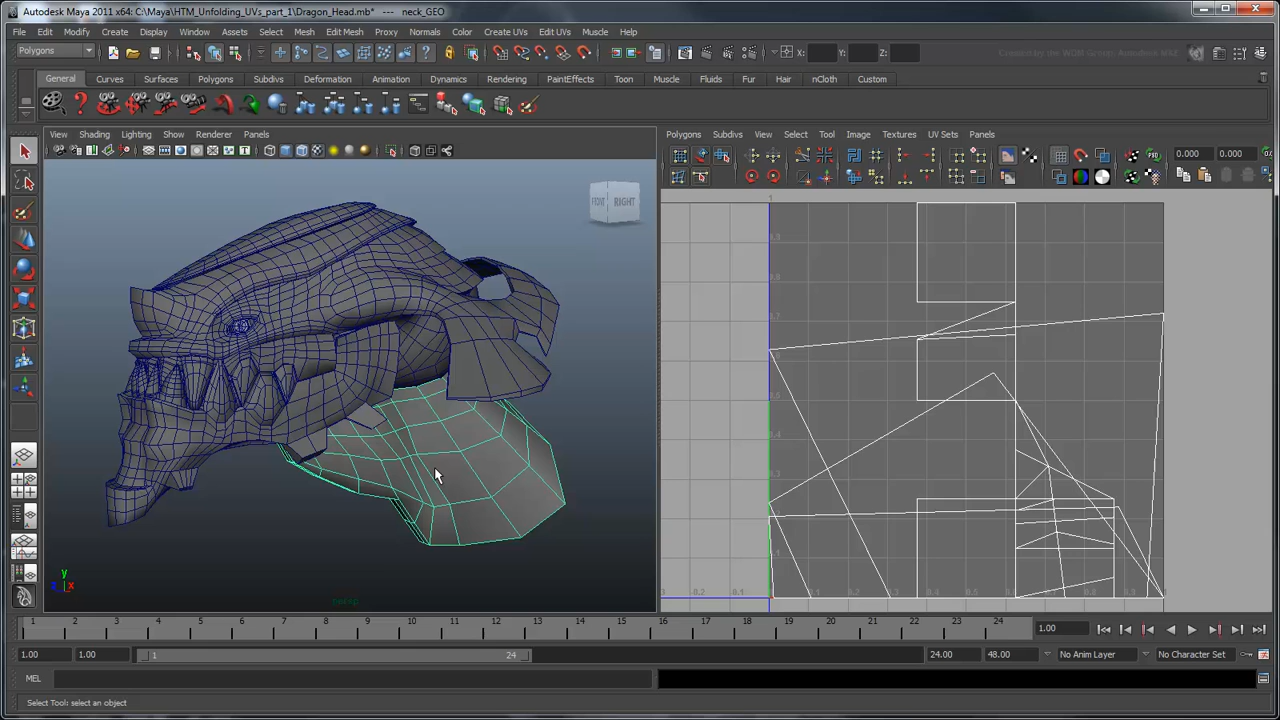 Autodesk Maya 2011 x64: C:\Maya\HTM_Unfolding_UVs_part_1\Dragon_Head.mb* --- neck_GEO
File Edit Modify Create Display Window Assets Select Mesh Edit Mesh Proxy Normals Color Create UVs Edit UVs Muscle Help
Polygons X: Y: Z:
General Curves Surfaces Polygons Subdivs Deformation Animation Dynamics Rendering PaintEffects Toon Muscle Fluids Fur Hair nCloth Custom
View Shading Lighting Show Renderer Panels
Polygons Subdivs View Select Tool Image Textures UV Sets Panels
0.000 0.000
FRONT RIGHT
y
z x
persp
1 2 3 4 5 6 7 8 9 10 11 12 13 14 15 16 17 18 19 20 21 22 23 24
1.00
1.00 1.00 1 24 24.00 48.00 No Anim Layer No Character Set
MEL
Select Tool: select an object